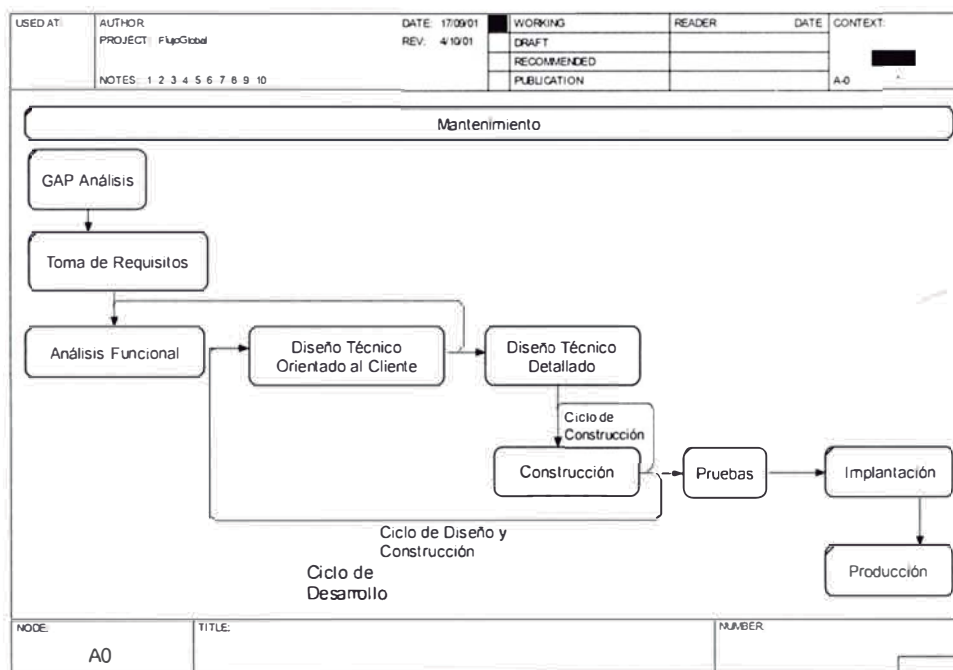 USED AT:
AUTHOR
DATE: 17/09/01
WORKING
READER
DATE
CONTEXT:
PROJECT: FlujoGlobal
REV: 4/10/01
DRAFT
RECOMMENDED
NOTES: 1 2 3 4 5 6 7 8 9 10
PUBLICATION
A-0
Mantenimiento
GAP Análisis
Toma de Requisitos
Análisis Funcional
Diseño Técnico
Orientado al Cliente
Diseño Técnico
Detallado
Ciclo de
Construcción
Construcción
Pruebas
Implantación
Ciclo de Diseño y
Construcción
Ciclo de
Desarrollo
Producción
NODE:
TITLE:
NUMBER:
A0